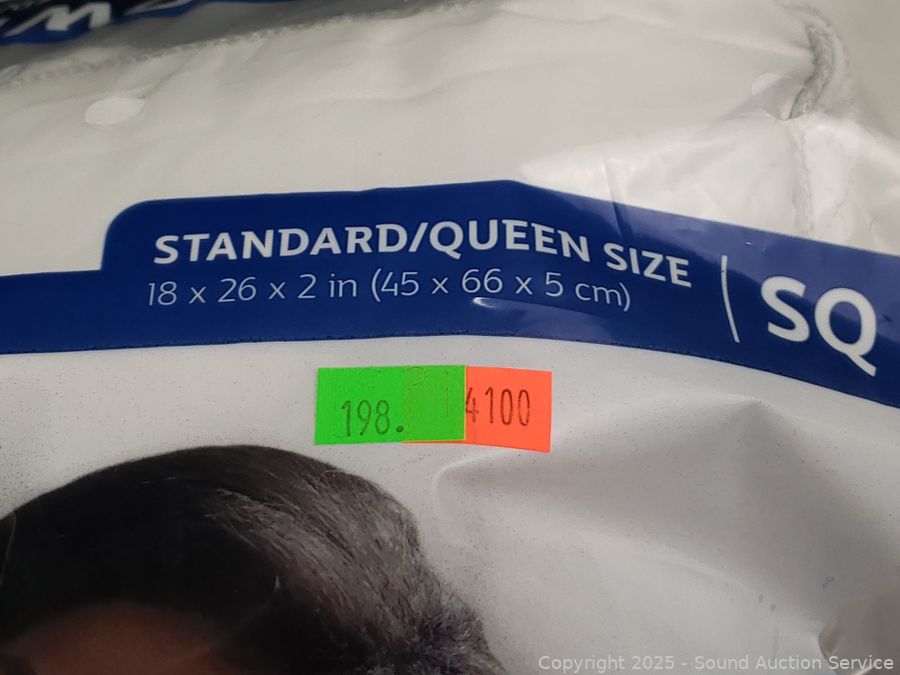 STANDARD/QUEEN SIZE
18 x 26 x 2 in (45 x 66 x 5 cm)
SQ
198.
4100
Copyright 2025 - Sound Auction Service